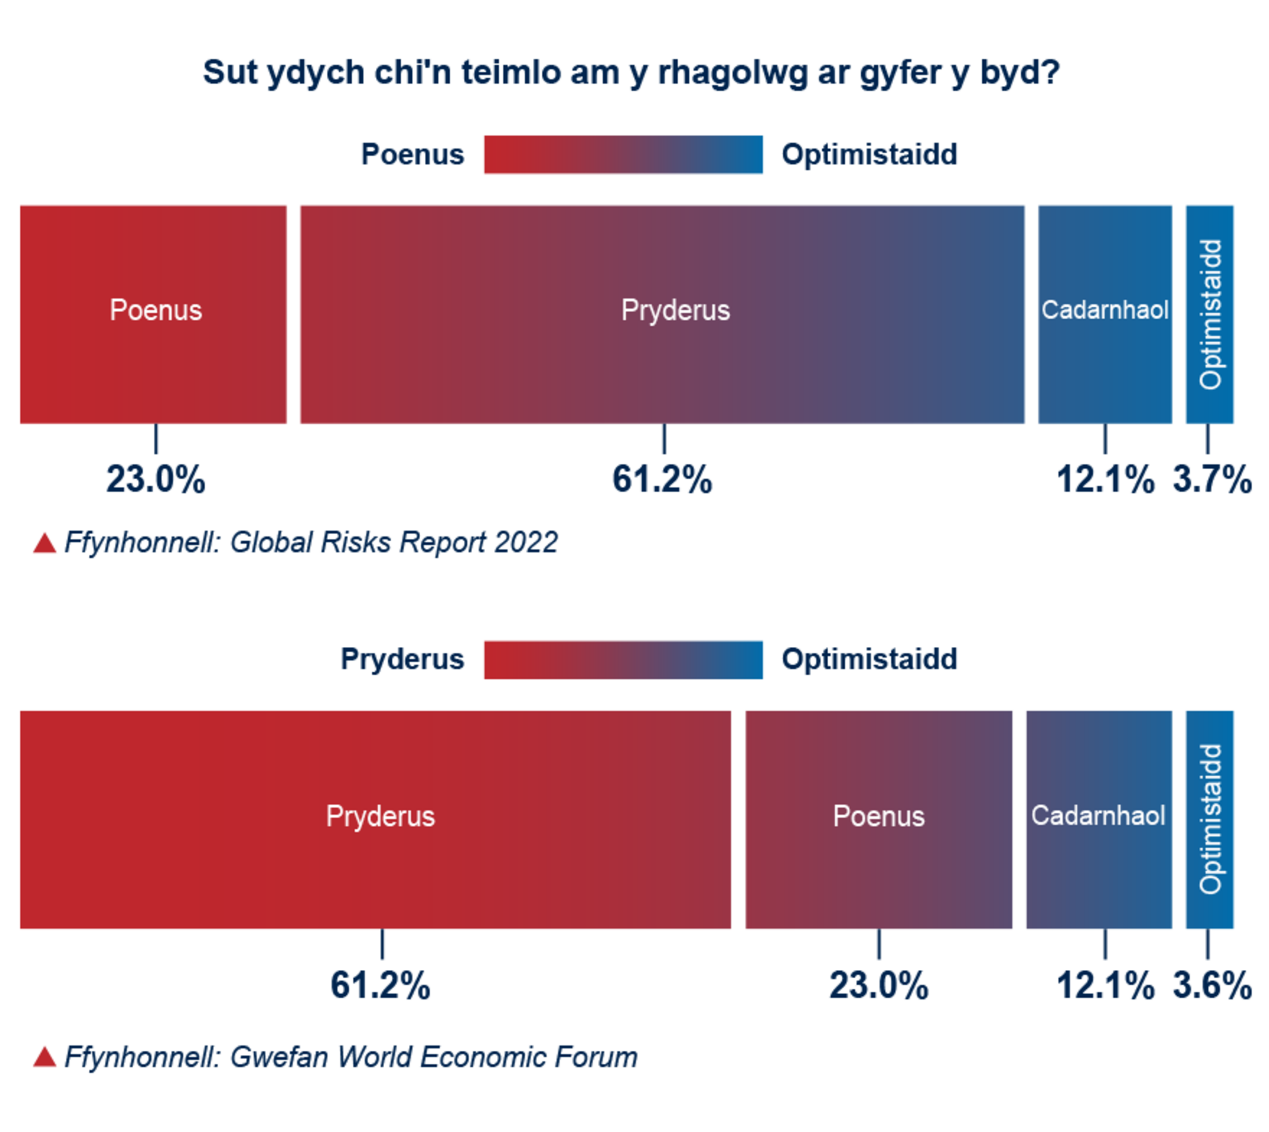 Sut ydych chi'n teimlo am y rhagolwg ar gyfer y byd?
Poenus Optimistaidd
Poenus Pryderus Cadarnhaol Optimistaidd
23.0% 61.2% 12.1% 3.7%
Ffynhonnell: Global Risks Report 2022
Pryderus Optimistaidd
Pryderus Poenus Cadarnhaol Optimistaidd
61.2% 23.0% 12.1% 3.6%
Ffynhonnell: Gwefan World Economic Forum